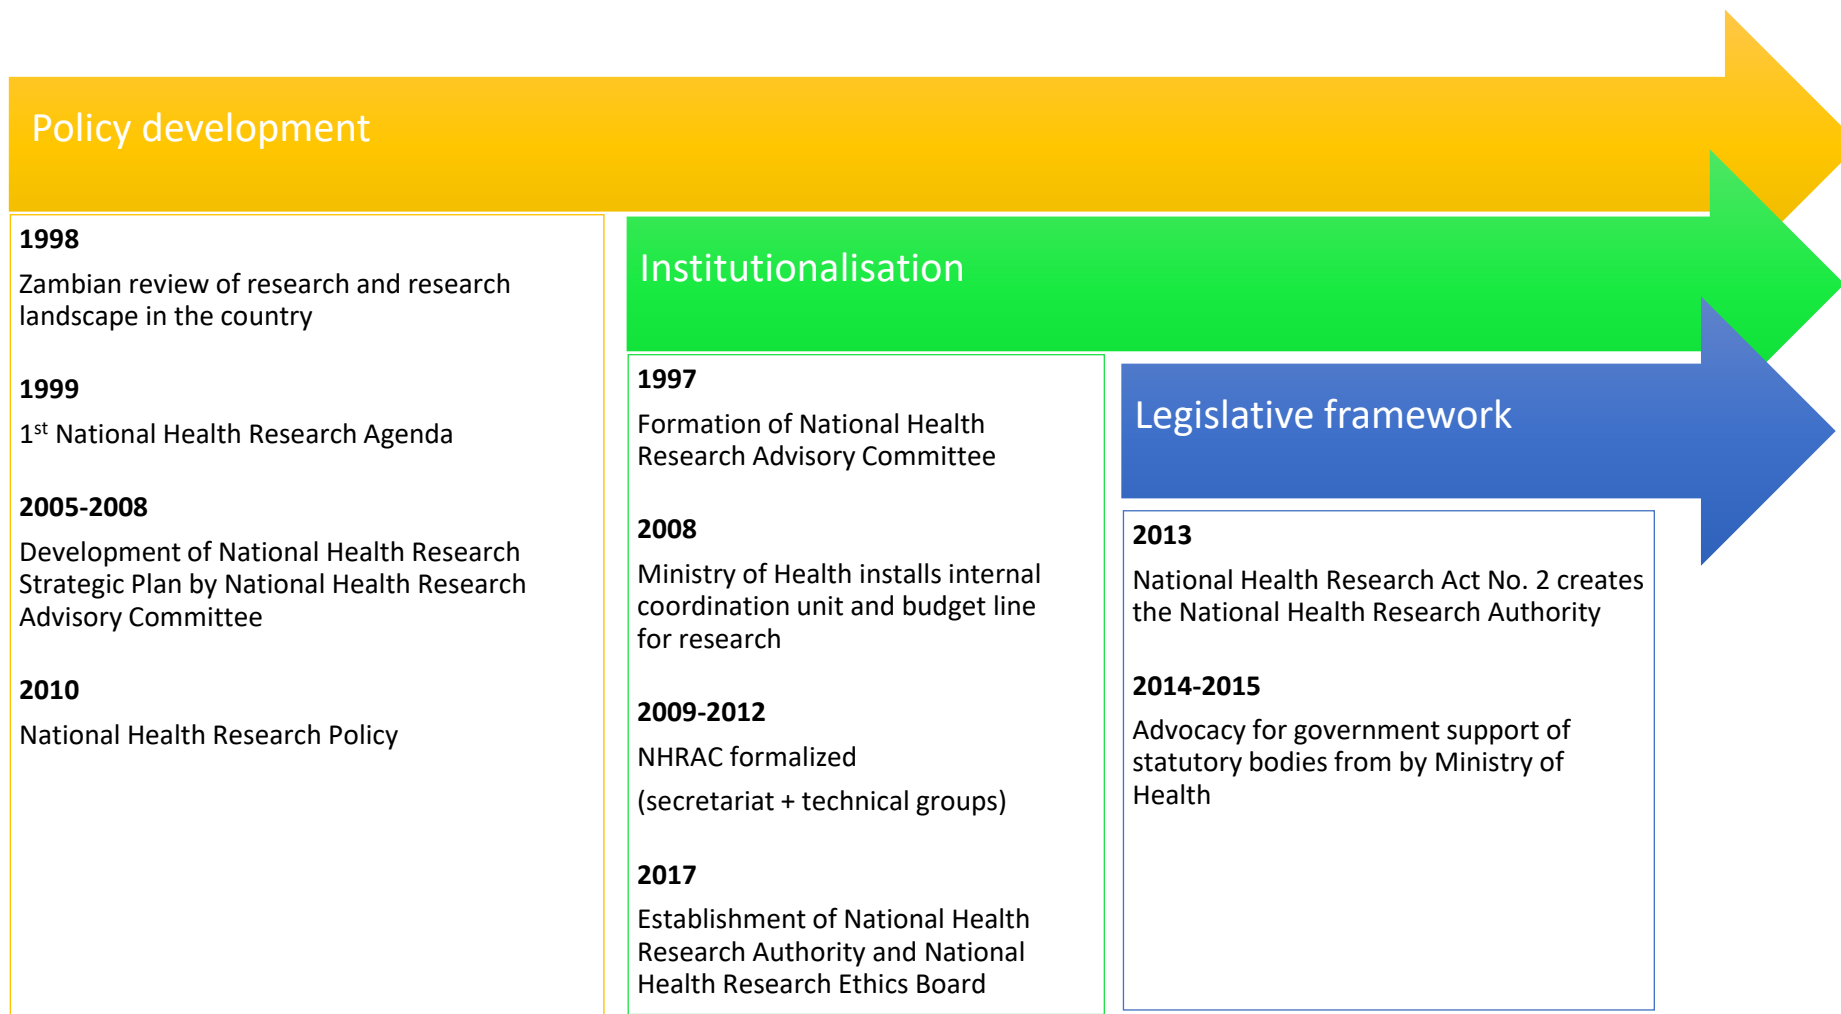 Policy development
1998
Zambian review of research and research
landscape in the country
1999
1st National Health Research Agenda
2005-2008
Development of National Health Research
Strategic Plan by National Health Research
Advisory Committee
2010
National Health Research Policy
Institutionalisation
1997
Formation of National Health
Research Advisory Committee
2008
Ministry of Health installs internal
coordination unit and budget line
for research
2009-2012
NHRAC formalized
(secretariat + technical groups)
2017
Establishment of National Health
Research Authority and National
Health Research Ethics Board
Legislative framework
2013
National Health Research Act No. 2 creates
the National Health Research Authority
2014-2015
Advocacy for government support of
statutory bodies from by Ministry of
Health